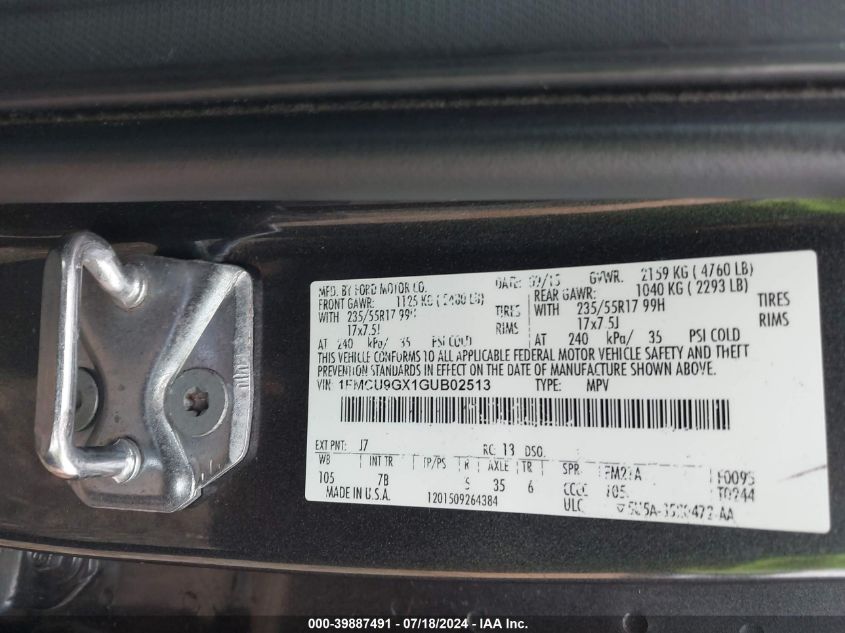 MFD. BY FORD MOTOR CO. DATE: 09/15 GVWR: 2159 KG ( 4760 LB)
FRONT GAWR: 1125 KG ( 2480 LB) REAR GAWR: 1040 KG ( 2293 LB)
WITH 235/55R17 99H TIRES WITH 235/55R17 99H TIRES
17x7.5J RIMS 17x7.5J RIMS
AT 240 kPa/ 35 PSI COLD AT 240 kPa/ 35 PSI COLD
THIS VEHICLE CONFORMS TO ALL APPLICABLE FEDERAL MOTOR VEHICLE SAFETY AND THEFT
PREVENTION STANDARDS IN EFFECT ON THE DATE OF MANUFACTURE SHOWN ABOVE.
VIN: 1FMCU9GX1GUB02513 TYPE: MPV
EXT PNT: J7 RC: 13 DSO:
WB INT TR TP/PS R AXLE TR SPR
105 7B 35 6
F0095
T0244
MADE IN U.S.A. 1201509264384 ULC
000-39887491 - 07/18/2024 - IAA Inc.